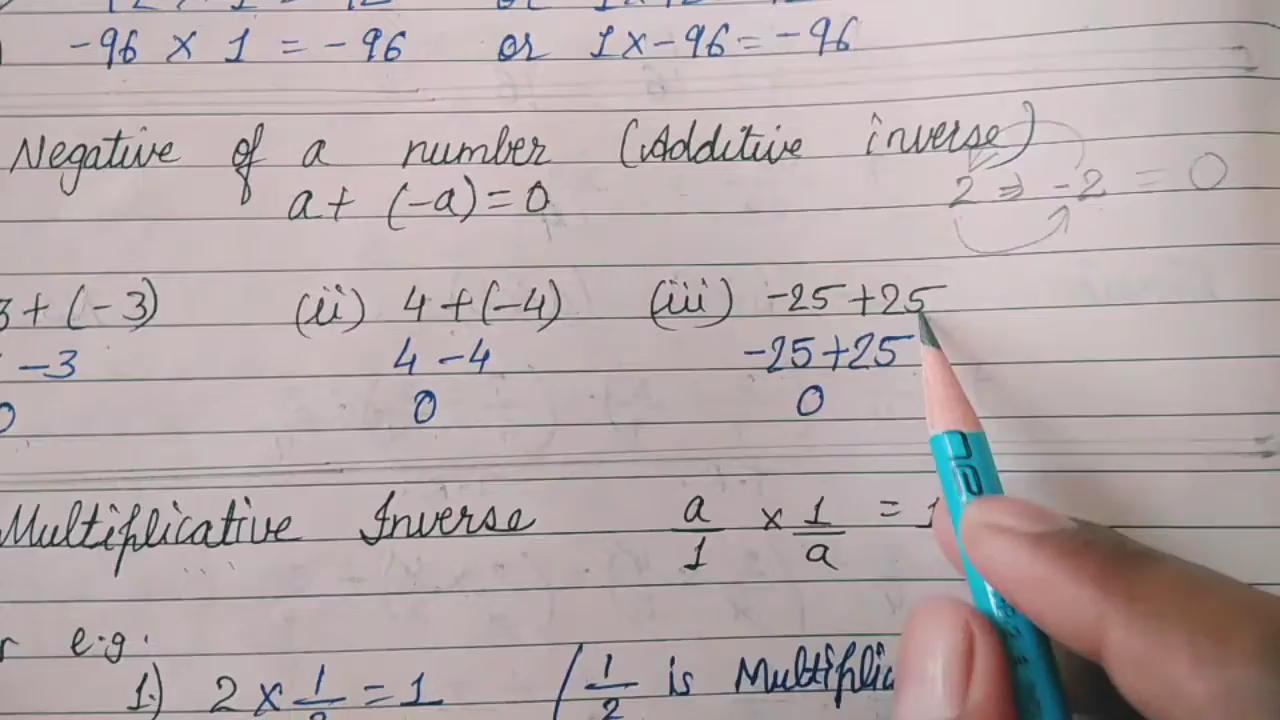 -96 × 1 = -96 or 1×-96=-96
Negative of a number (Additive inverse)
a+ (-a)=0
2 ⇒ -2 = 0
3+(-3) (ii) 4+(-4) (iii) -25+25
-3 4-4 -25+25
0 0 0
Multiplicative Inverse a/1 × 1/a = 1
e.g.
1.) 2 × 1/2 = 1 / 1/2 is Multiplic